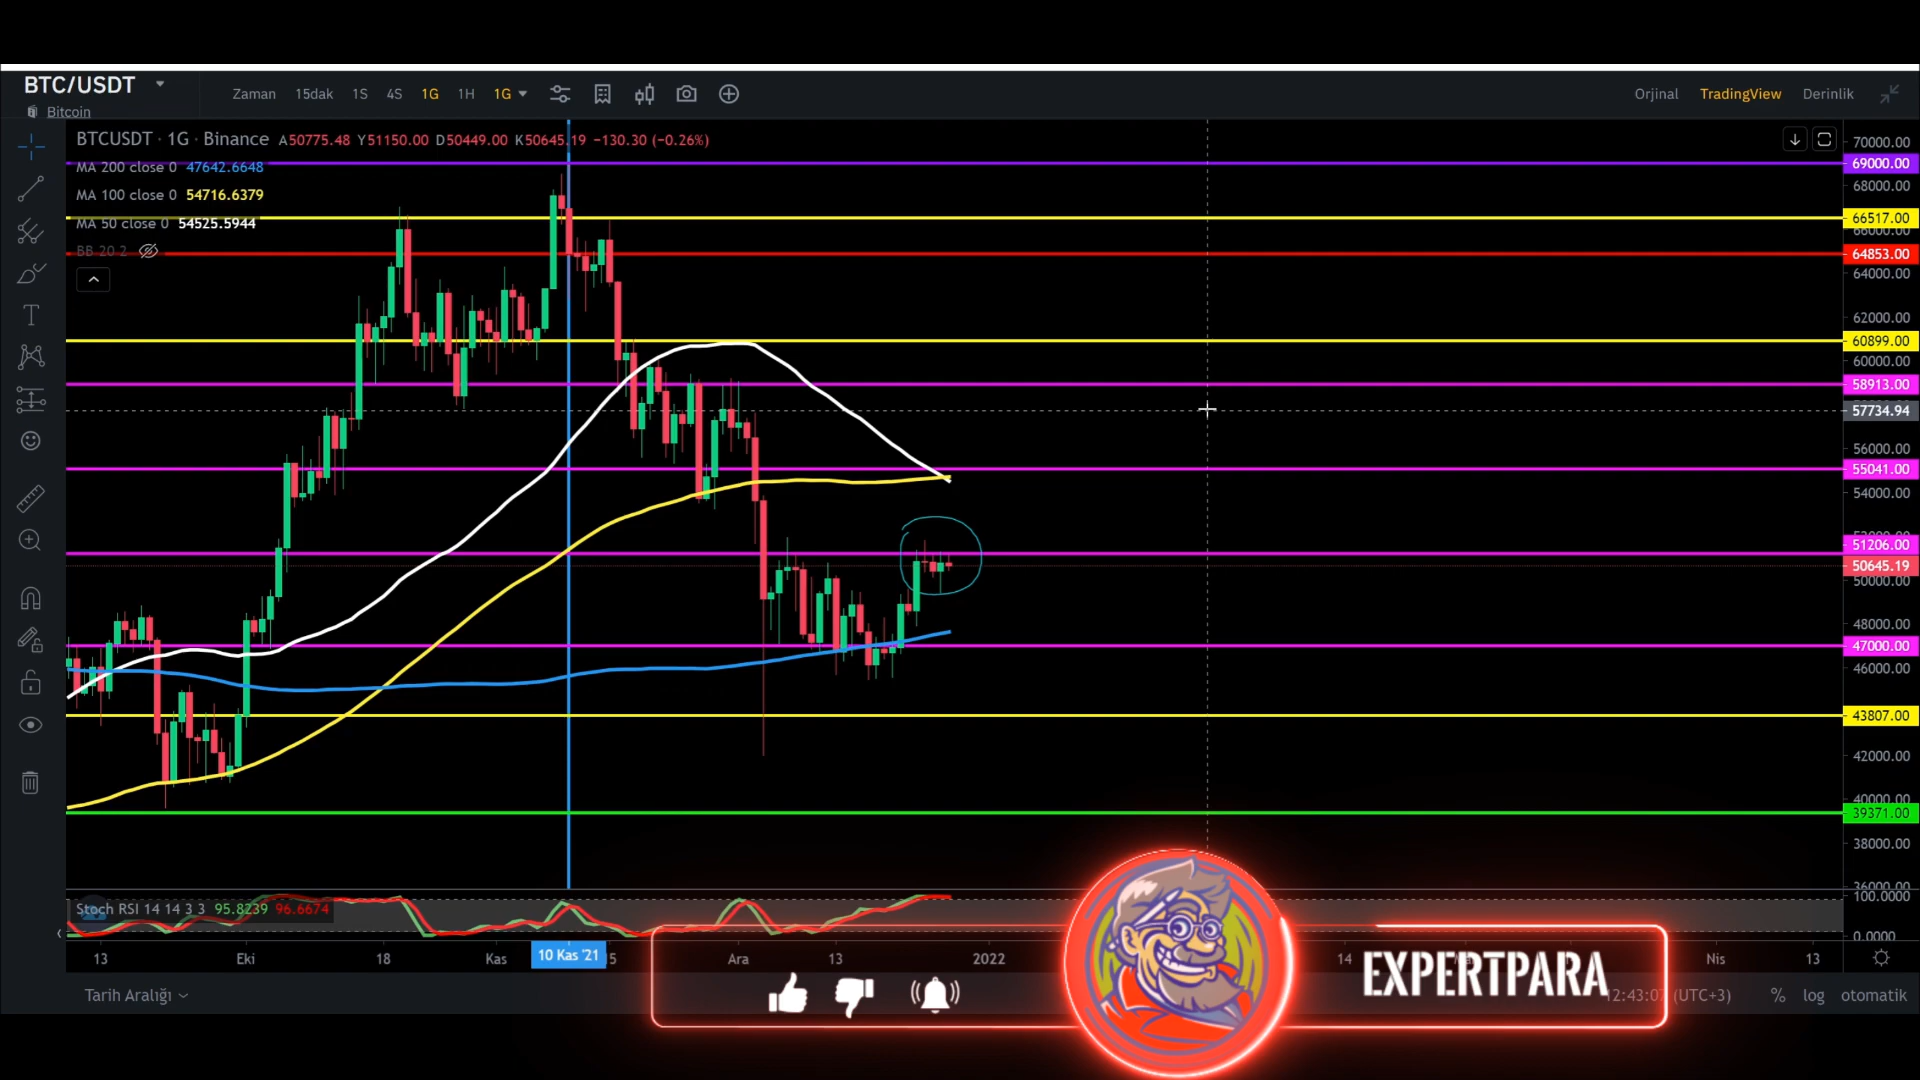 BTC/USDT
Bitcoin
Zaman 15dak 1S 4S 1G 1H 1G
Orjinal TradingView Derinlik
BTCUSDT · 1G · Binance A50775.48 Y51150.00 D50449.00 K50645.19 −130.30 (−0.26%)
MA 200 close 0 47642.6648
MA 100 close 0 54716.6379
MA 50 close 0 54525.5944
BB 20 2
70000.00
69000.00
68000.00
66517.00
66000.00
64853.00
64000.00
62000.00
60899.00
60000.00
58913.00
57734.94
56000.00
55041.00
54000.00
51206.00
50645.19
50000.00
48000.00
47000.00
46000.00
43807.00
42000.00
40000.00
39371.00
38000.00
36000.00
Stoch RSI 14 14 3 3 95.8239 96.6674
100.0000
0.0000
13 Eki 18 Kas 10 Kas '21 Ara 13 2022 14 Nis 13
EXPERTPARA
Tarih Aralığı
(UTC+3) % log otomatik